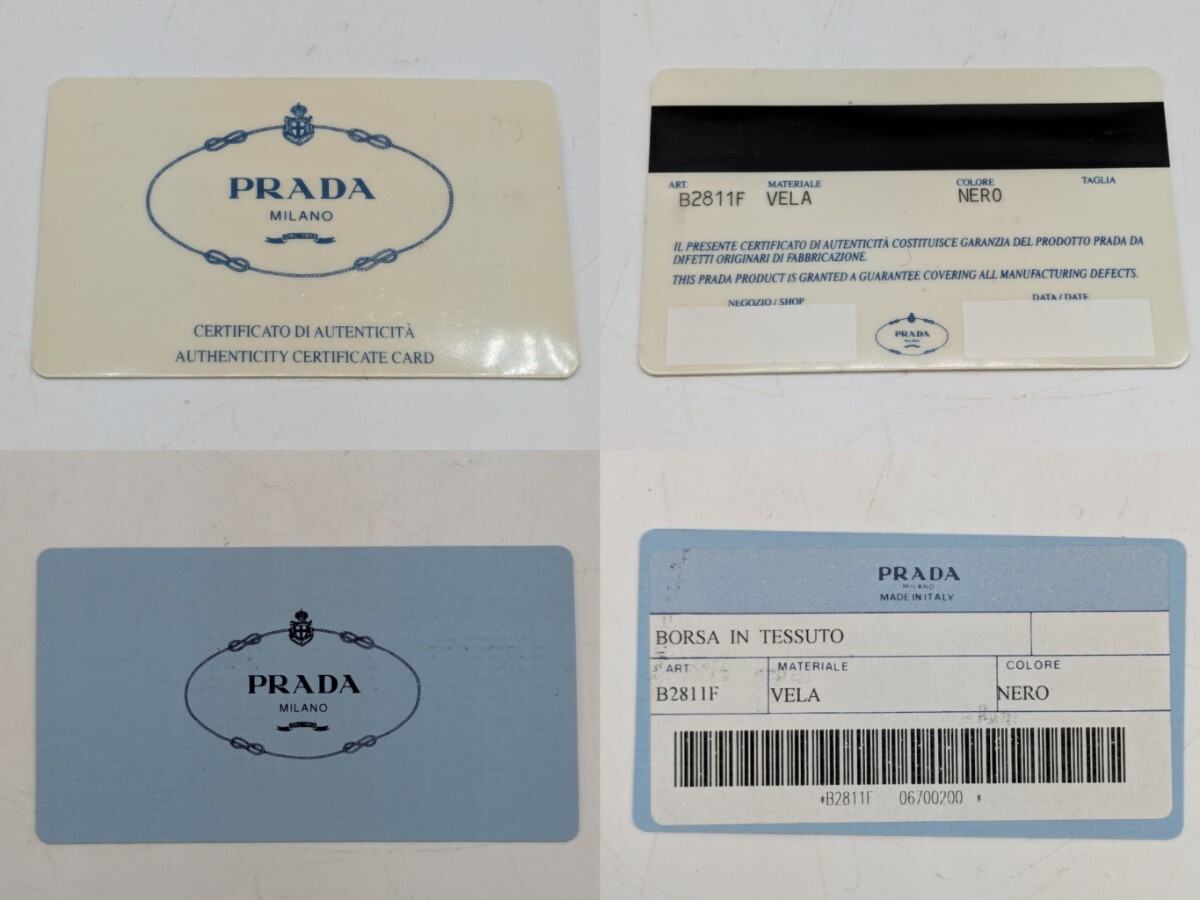 PRADA
MILANO
CERTIFICATO DI AUTENTICITÀ
AUTHENTICITY CERTIFICATE CARD
ART. MATERIALE COLORE TAGLIA
B2811F VELA NERO
IL PRESENTE CERTIFICATO DI AUTENTICITÀ COSTITUISCE GARANZIA DEL PRODOTTO PRADA DA
DIFETTI ORIGINARI DI FABBRICAZIONE.
THIS PRADA PRODUCT IS GRANTED A GUARANTEE COVERING ALL MANUFACTURING DEFECTS.
NEGOZIO / SHOP DATA / DATE
PRADA
MILANO
PRADA
MILANO
PRADA
MILANO
MADE IN ITALY
BORSA IN TESSUTO
ART. MATERIALE COLORE
B2811F VELA NERO
*B2811F 06700200 *